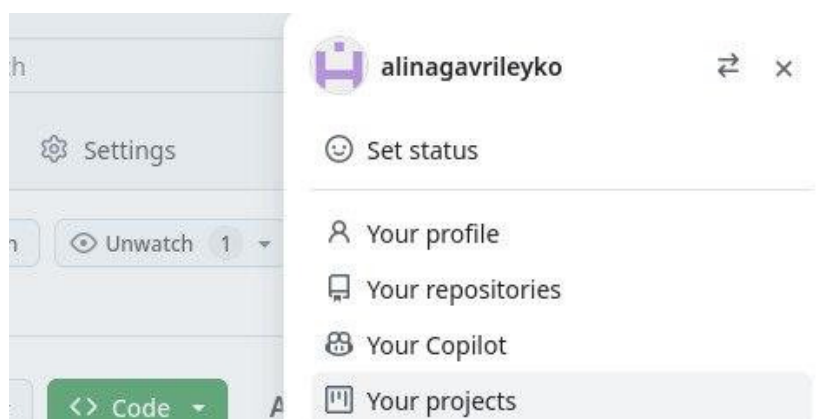 alinagavrileyko
Set status
Settings
Your profile
Unwatch 1
Your repositories
Your Copilot
Your projects
Code